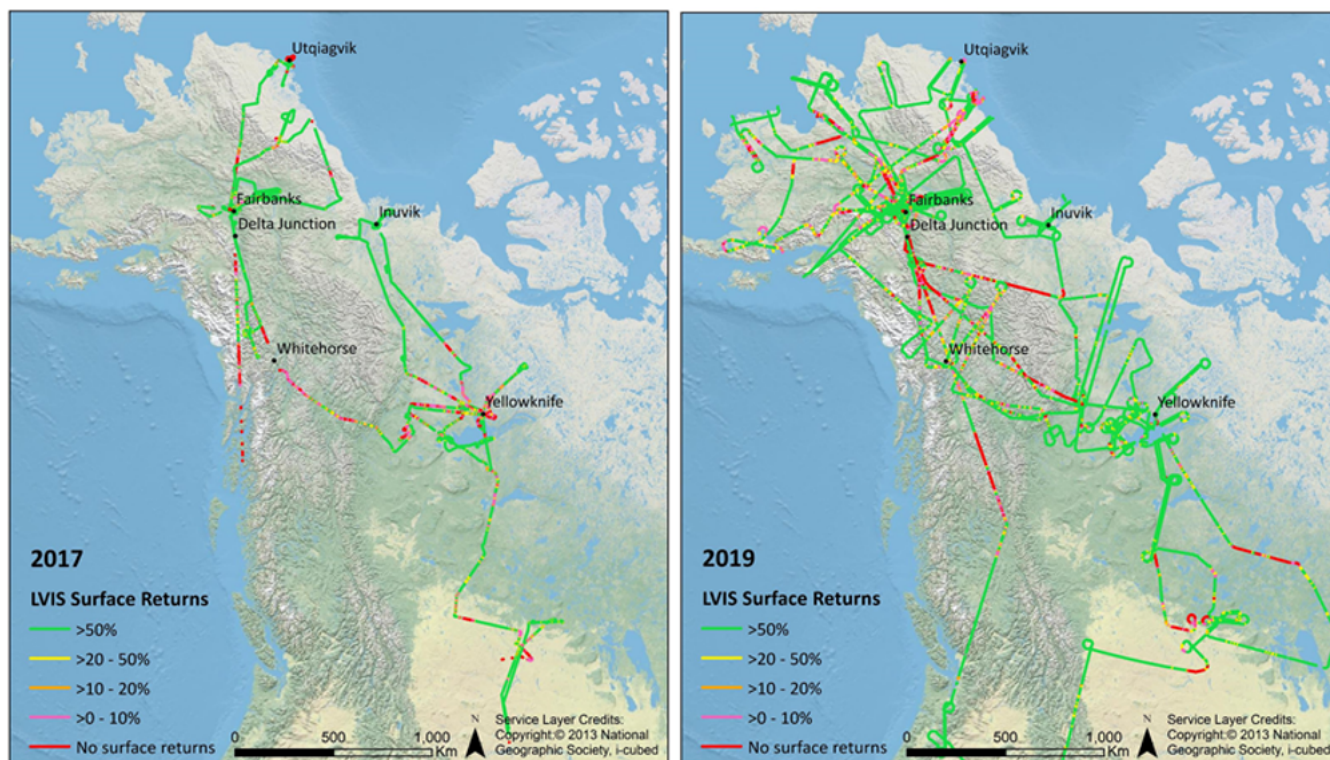 Utqiagvik
Fairbanks
Delta Junction
Inuvik
Whitehorse
Yellowknife
2017
LVIS Surface Returns
>50%
>20 - 50%
>10 - 20%
>0 - 10%
No surface returns
0 500 1,000
Km
N
Service Layer Credits:
Copyright:© 2013 National
Geographic Society, i-cubed
Utqiagvik
Fairbanks
Delta Junction
Inuvik
Whitehorse
Yellowknife
2019
LVIS Surface Returns
>50%
>20 - 50%
>10 - 20%
>0 - 10%
No surface returns
0 500 1,000
Km
N
Service Layer Credits:
Copyright:© 2013 National
Geographic Society, i-cubed